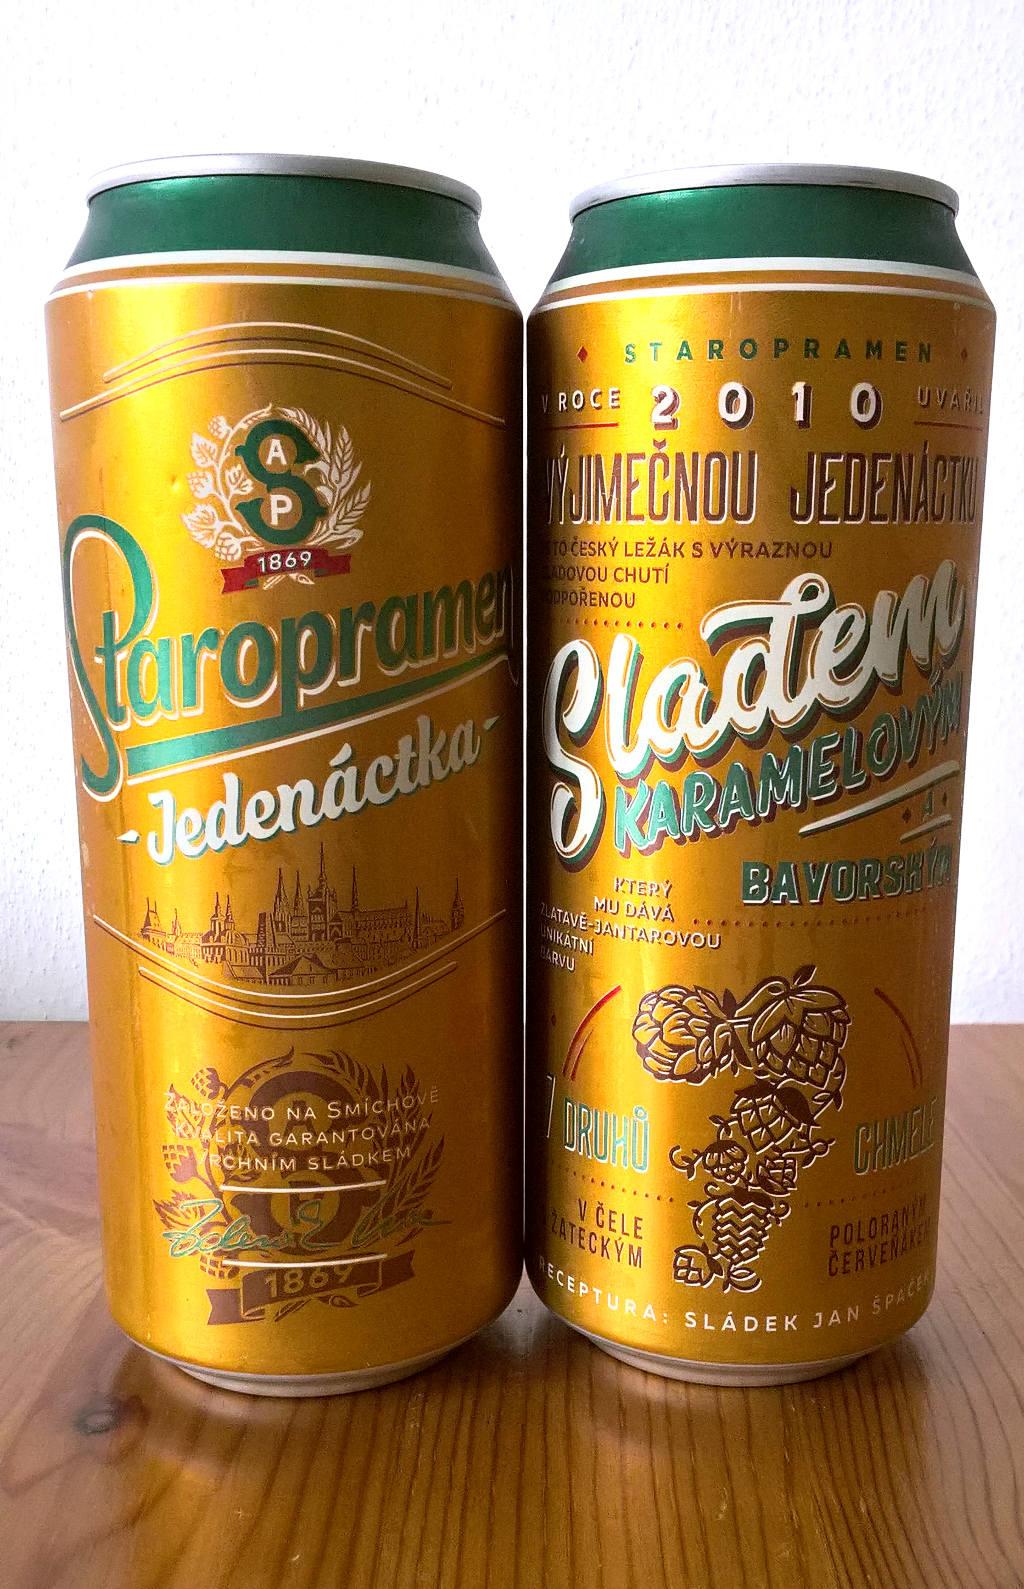 A
S
P
1869
Staropramen
-Jedenáctka-
ZALOŽENO NA SMÍCHOVĚ
KVALITA GARANTOVÁNA
VRCHNÍM SLÁDKEM
1869
STAROPRAMEN
V ROCE 2010 UVAŘIL
VÝJIMEČNOU JEDENÁCTKU
TO ČESKÝ LEŽÁK S VÝRAZNOU
SLADOVOU CHUTÍ
PODPOŘENOU
Sladem
KARAMELOVÝM
A
BAVORSKÝM
KTERÝ
MU DÁVÁ
ZLATAVĚ-JANTAROVOU
UNIKÁTNÍ
BARVU
7 DRUHŮ CHMELE
V ČELE
ŽATECKÝM
POLORANÝM
ČERVEŇÁKEM
RECEPTURA: SLÁDEK JAN ŠPAČEK